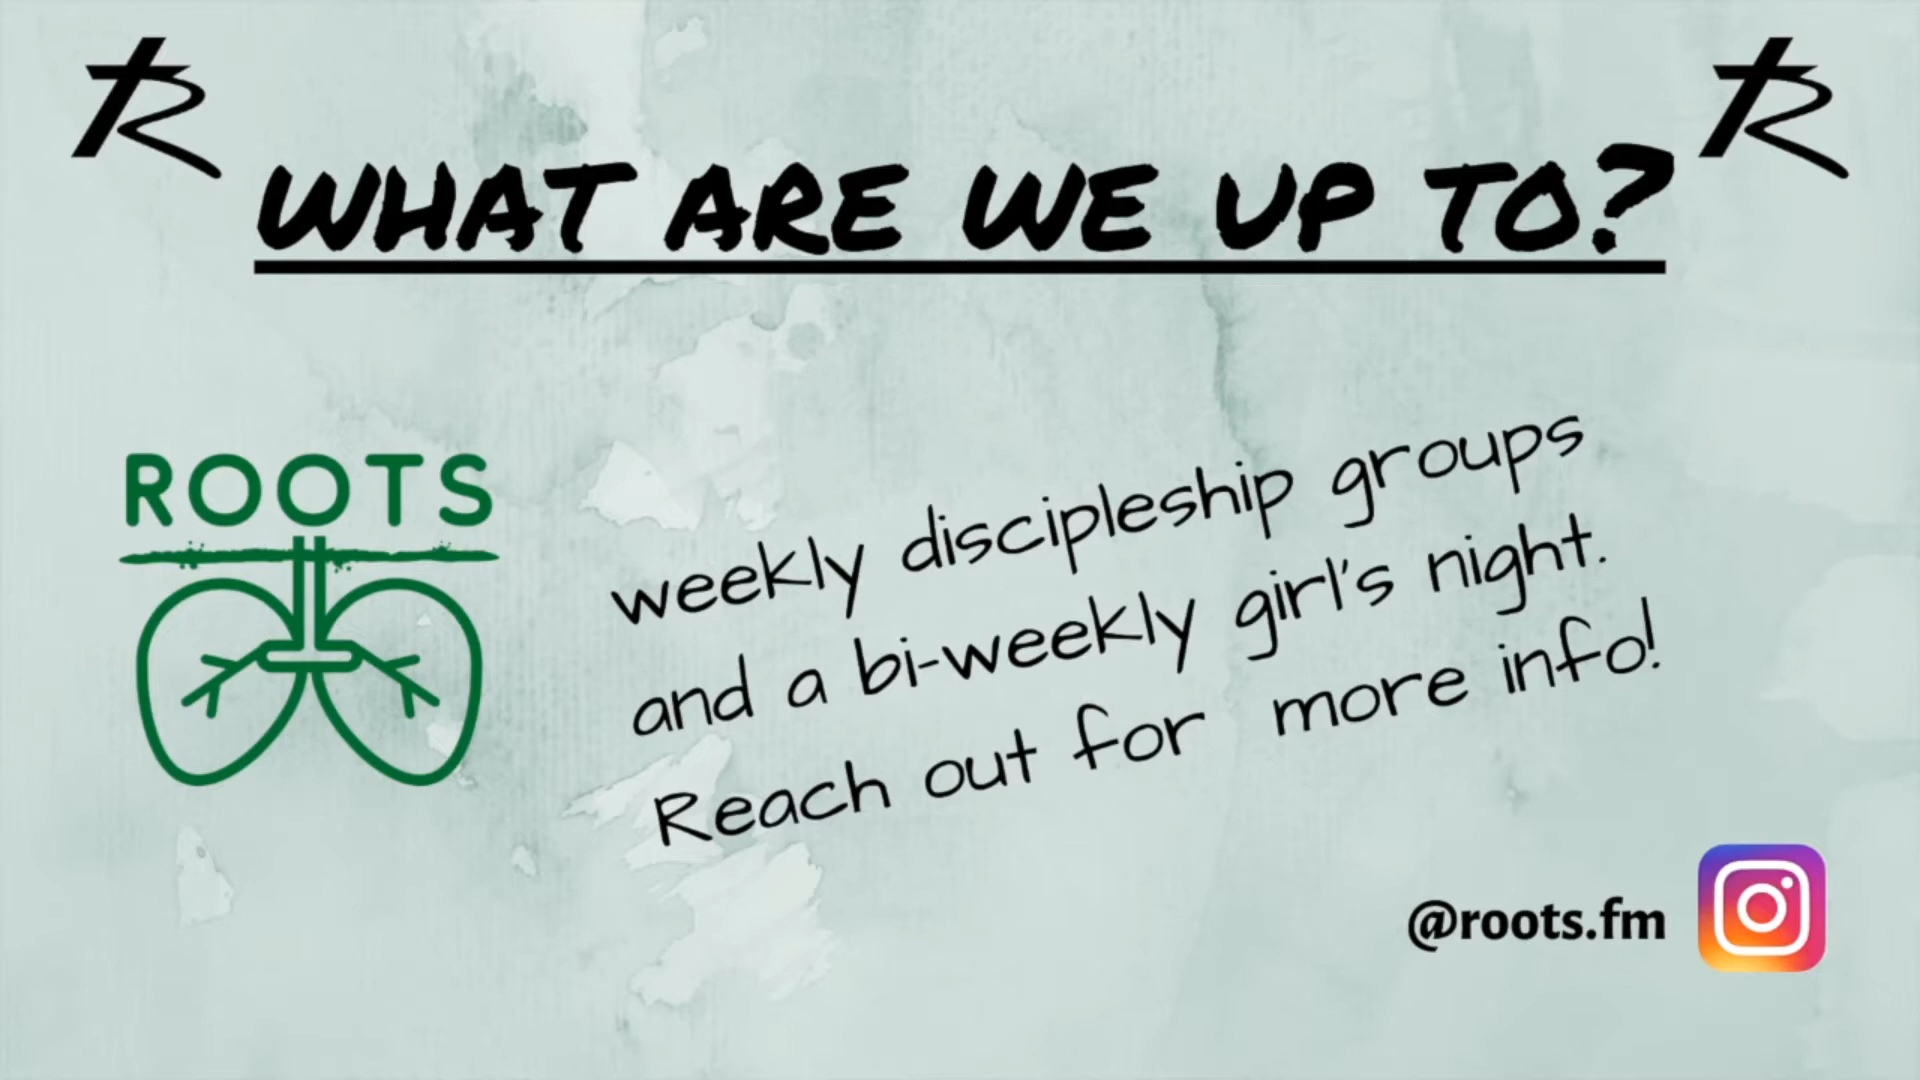 R
R
WHAT ARE WE UP TO?
ROOTS
weekly discipleship groups
and a bi-weekly girl's night.
Reach out for more info!
@roots.fm